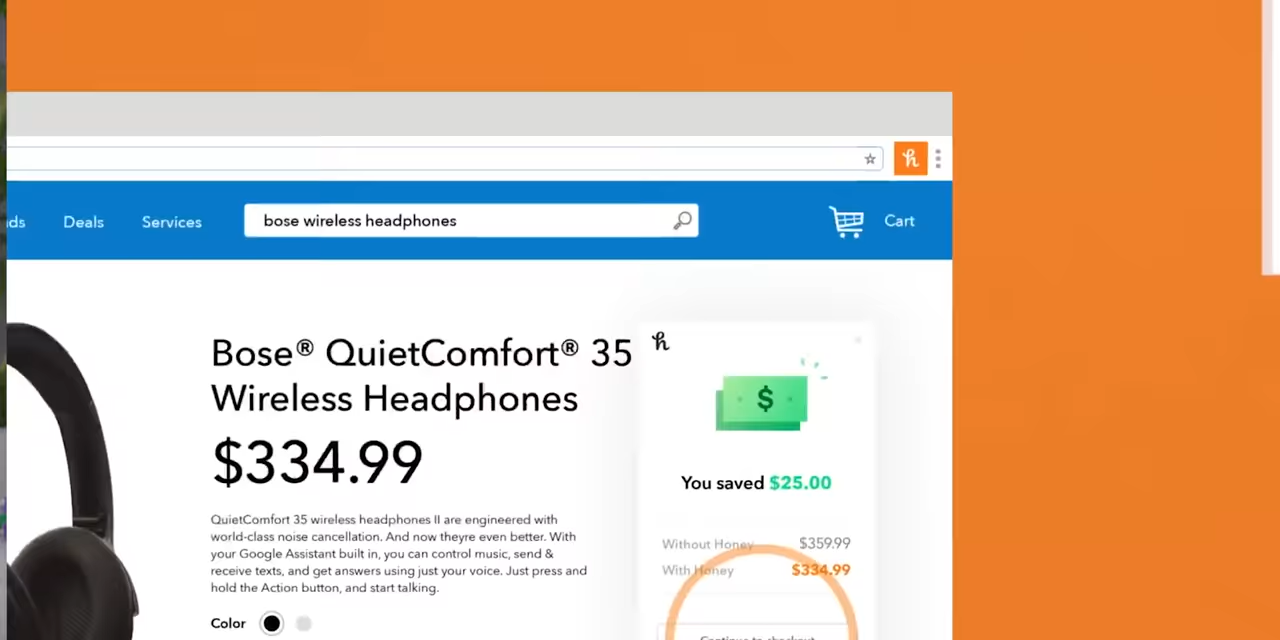 h
ds Deals Services bose wireless headphones Cart
Bose® QuietComfort® 35
Wireless Headphones
$334.99
QuietComfort 35 wireless headphones II are engineered with
world-class noise cancellation. And now theyre even better. With
your Google Assistant built in, you can control music, send &
receive texts, and get answers using just your voice. Just press and
hold the Action button, and start talking.
Color
h
$
You saved $25.00
Without Honey $359.99
With Honey $334.99
Continue to checkout